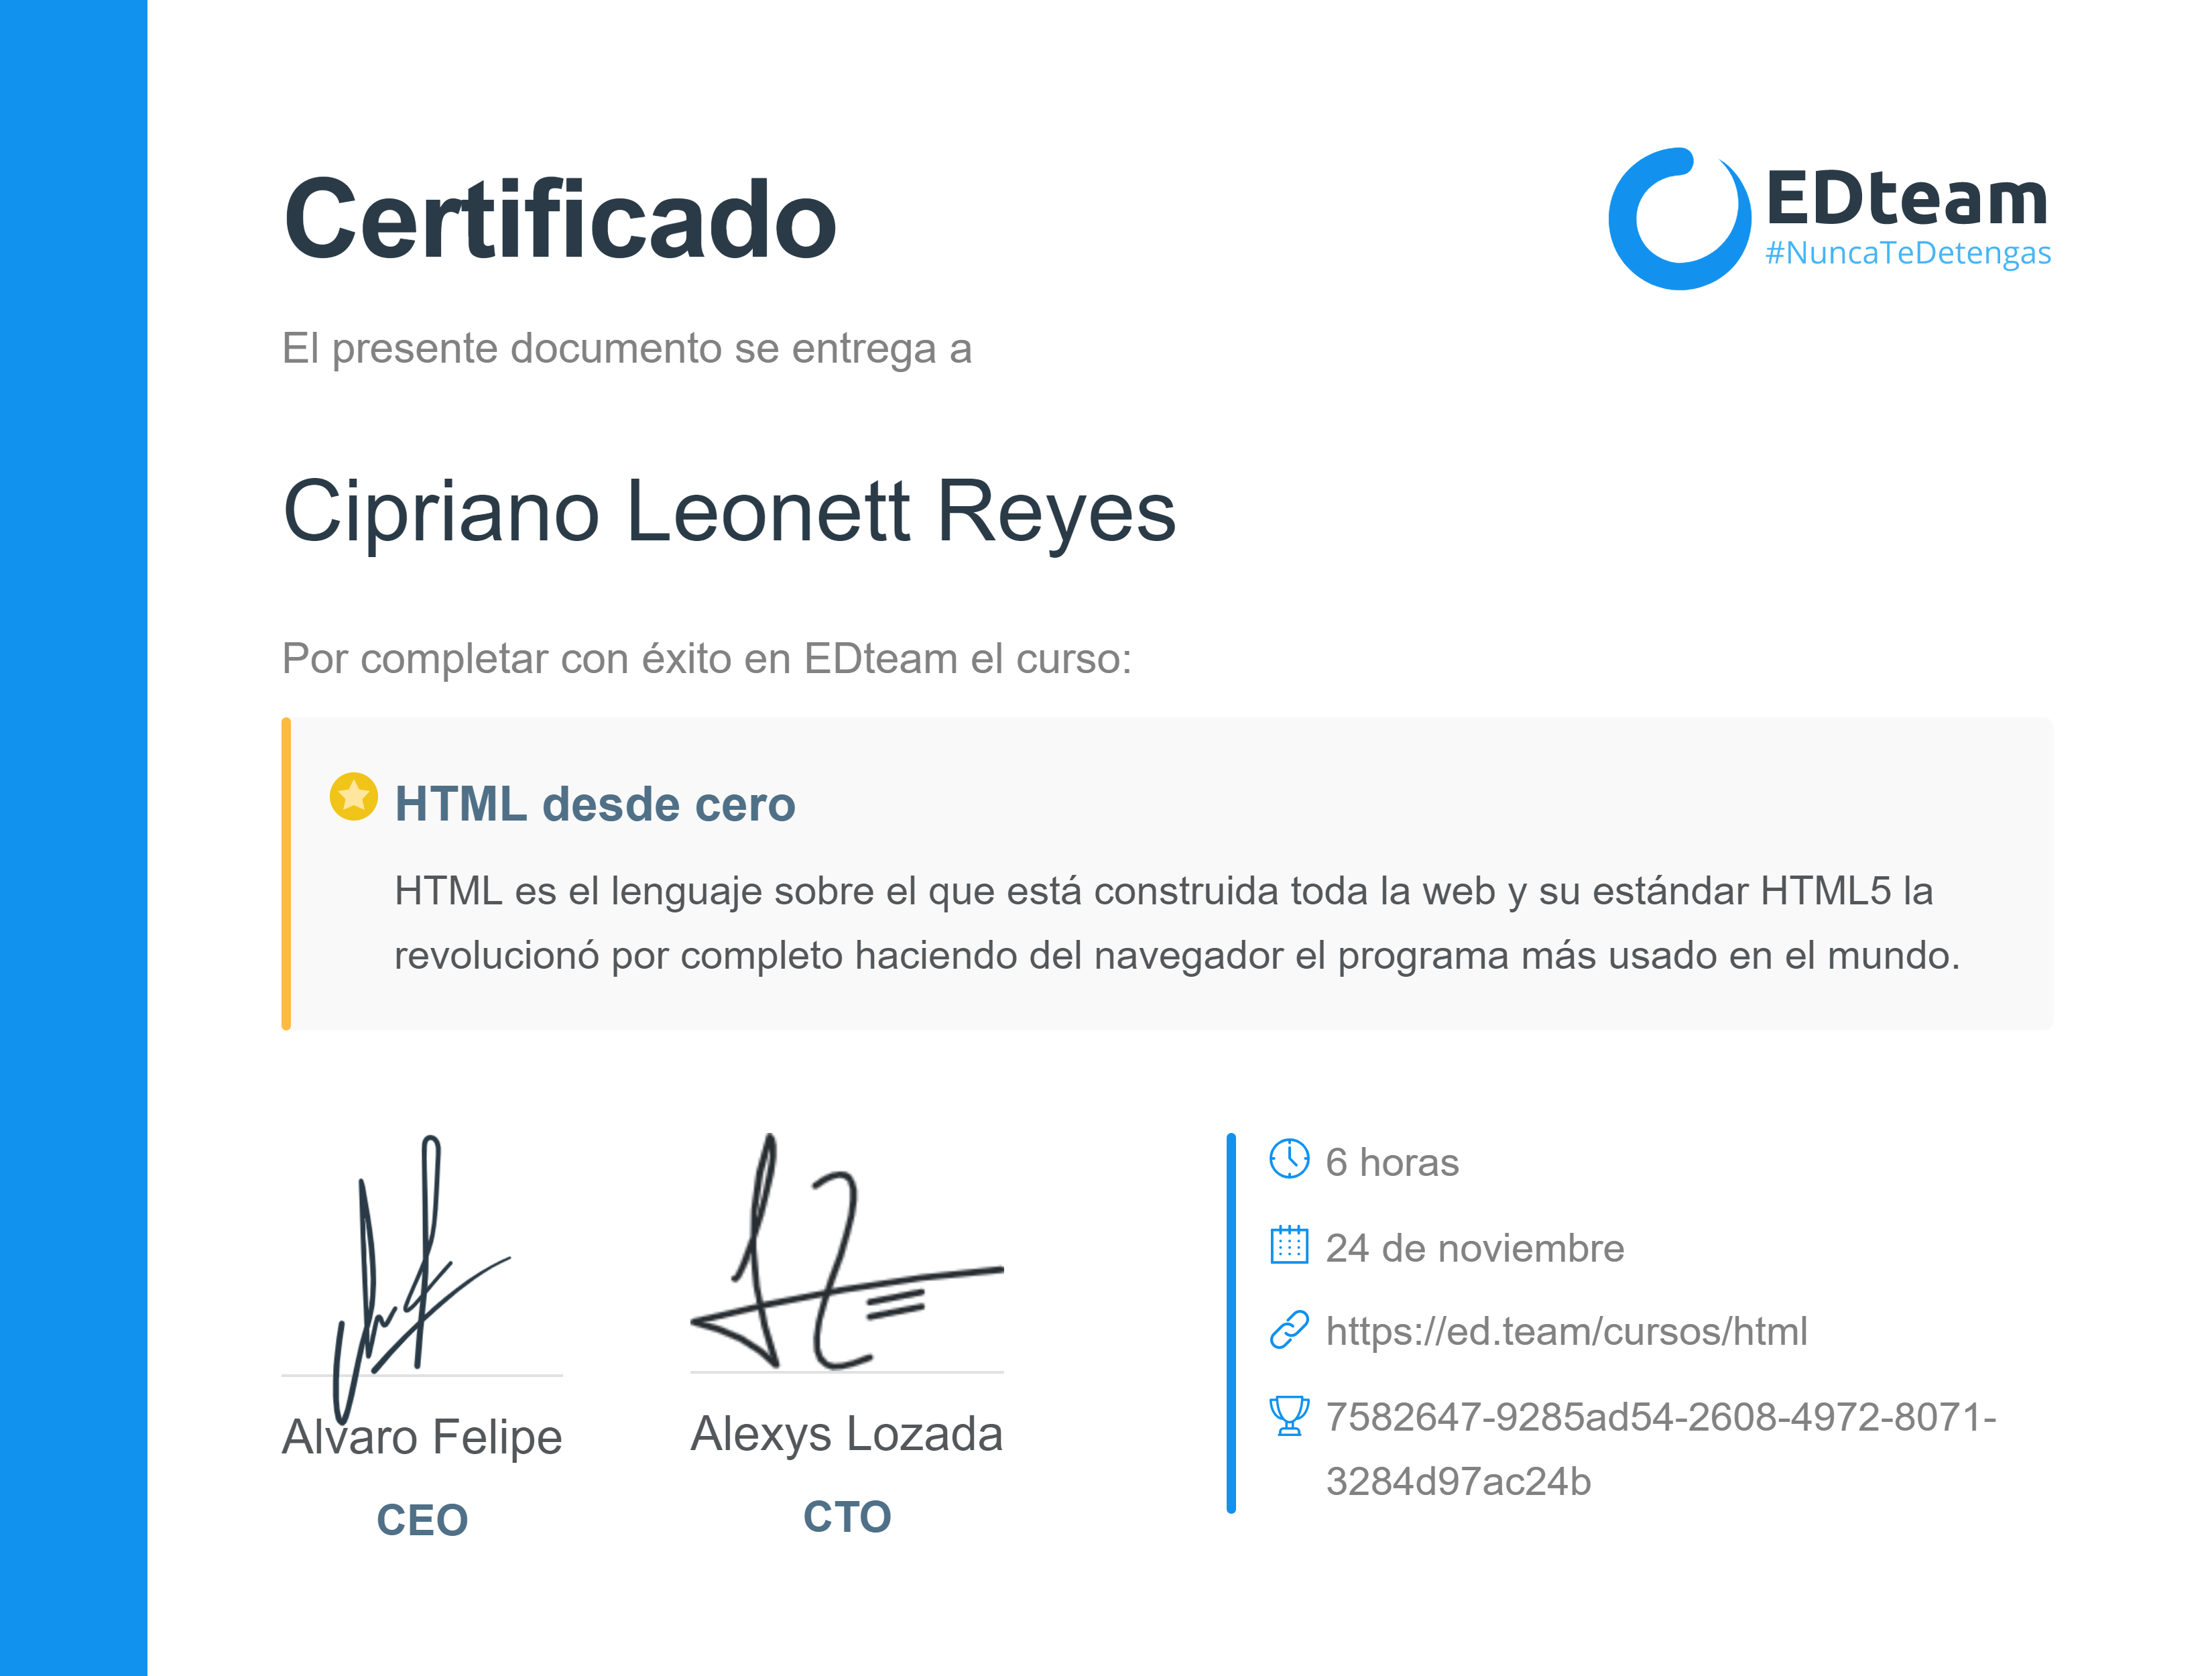 Certificado
EDteam
#NuncaTeDetengas
El presente documento se entrega a
Cipriano Leonett Reyes
Por completar con éxito en EDteam el curso:
HTML desde cero
HTML es el lenguaje sobre el que está construida toda la web y su estándar HTML5 la
revolucionó por completo haciendo del navegador el programa más usado en el mundo.
Alvaro Felipe
CEO
Alexys Lozada
CTO
6 horas
24 de noviembre
https://ed.team/cursos/html
7582647-9285ad54-2608-4972-8071-
3284d97ac24b